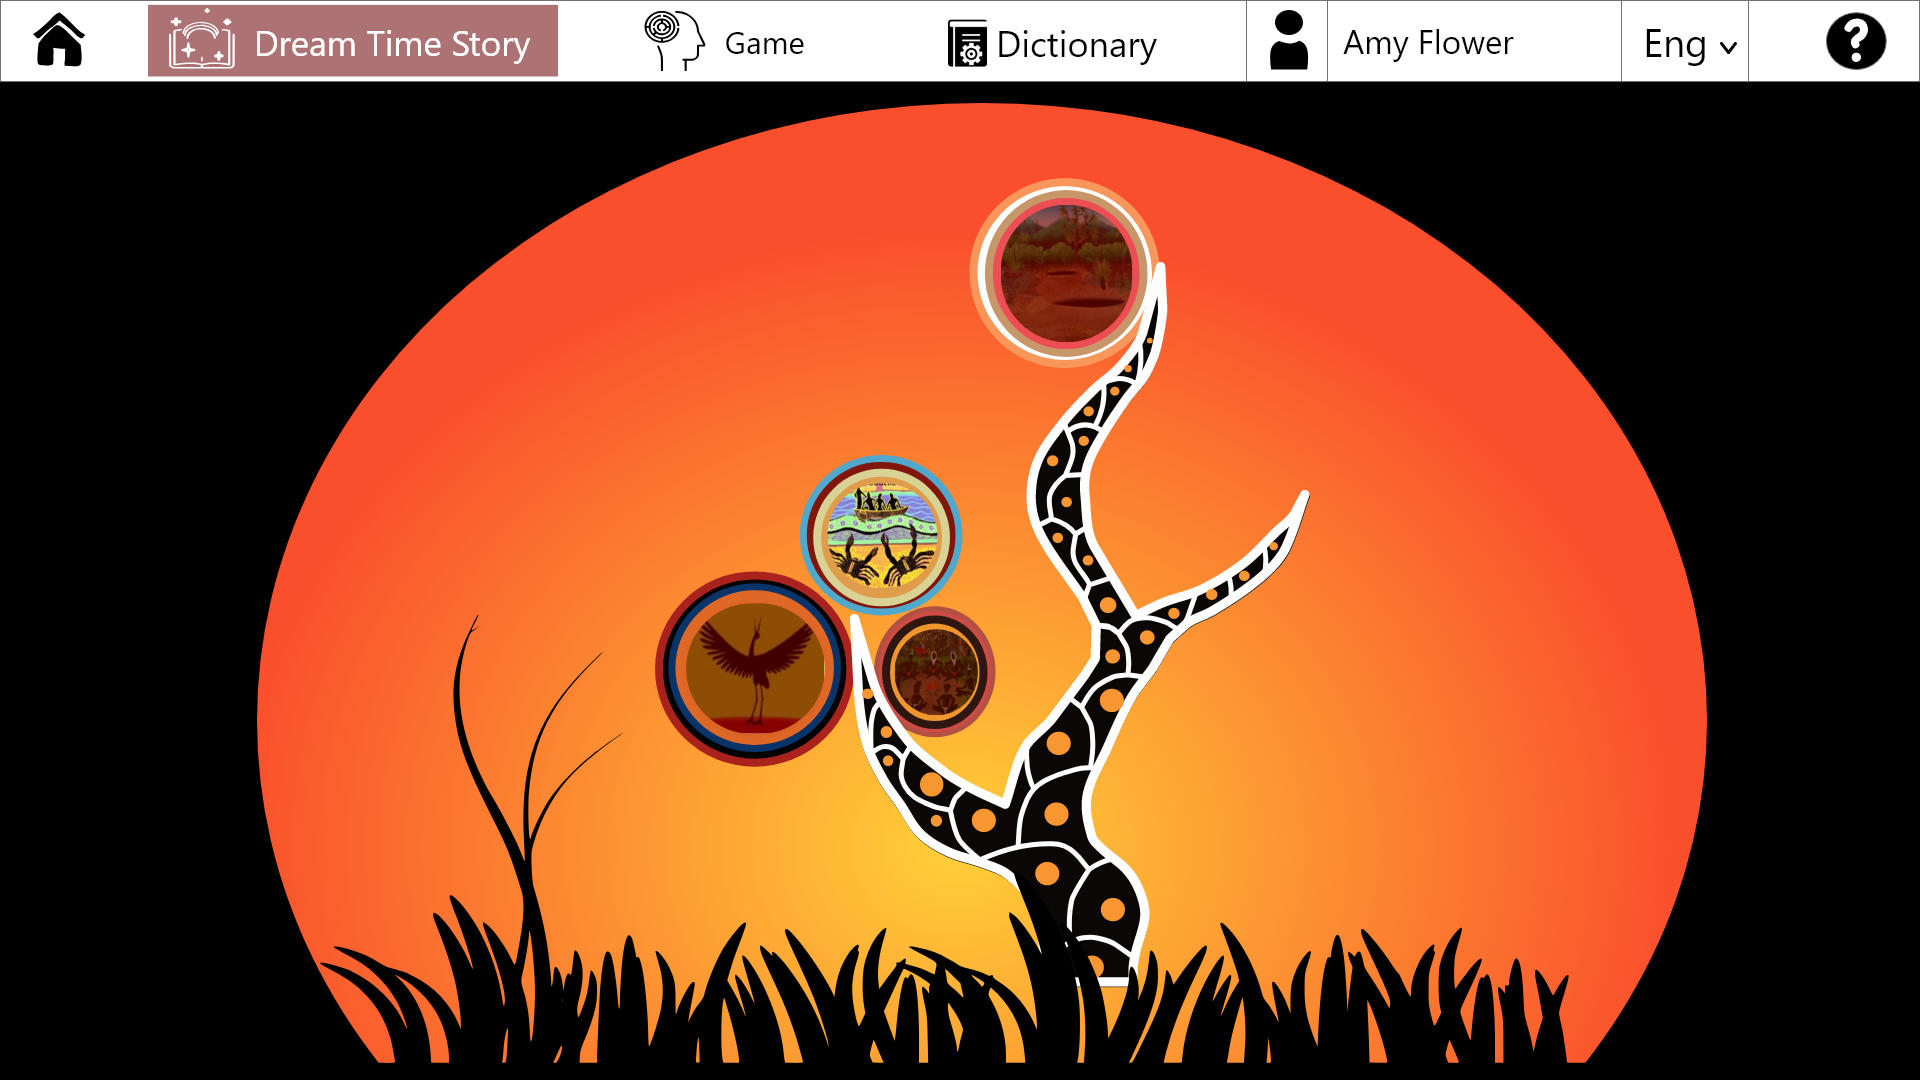 Dream Time Story
Game
Dictionary
Amy Flower
Eng
?